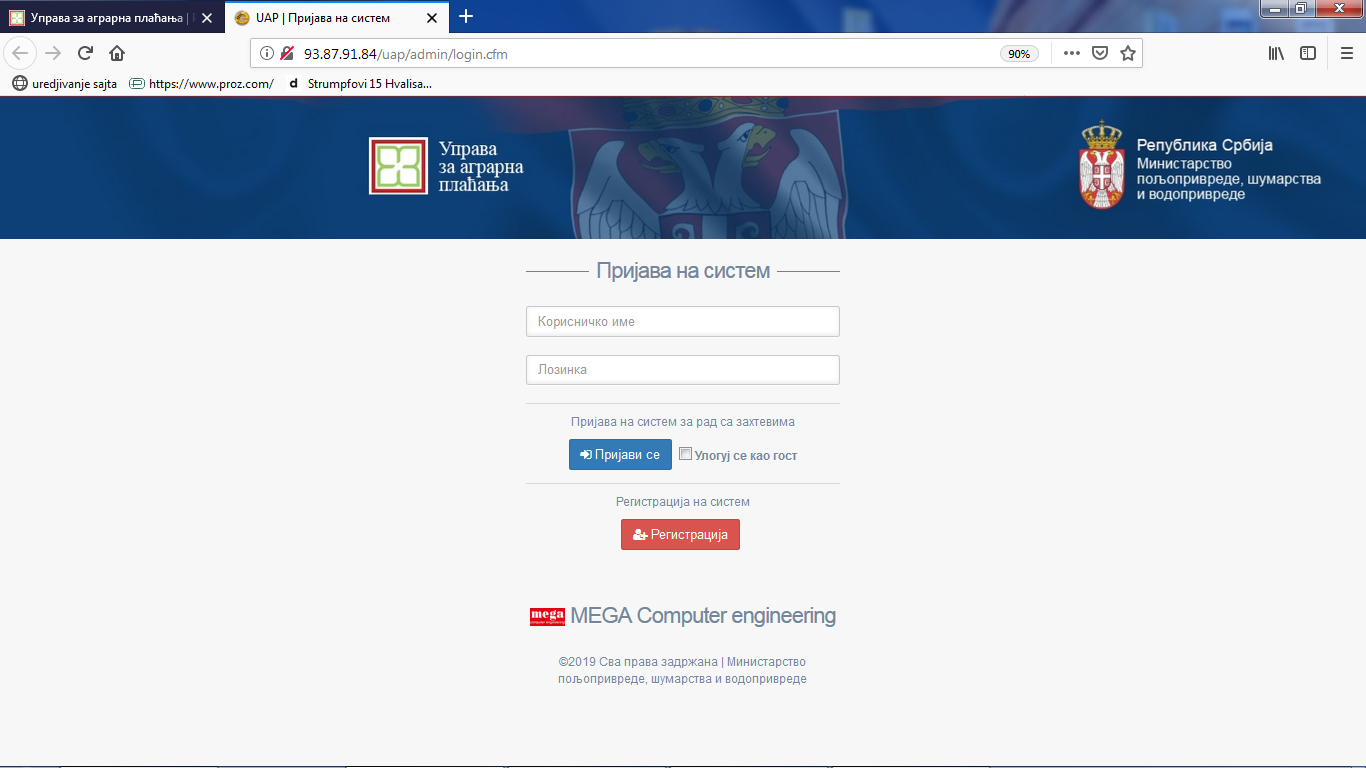 Управа за аграрна плаћања |
UAP | Пријава на систем
93.87.91.84/uap/admin/login.cfm
90%
uredjivanje sajta
https://www.proz.com/
d
Strumpfovi 15 Hvalisa...
Управа
за аграрна
плаћања
Република Србија
Министарство
пољопривреде, шумарства
и водопривреде
Пријава на систем
Корисничко име
Лозинка
Пријава на систем за рад са захтевима
Пријави се
Улогуј се као гост
Регистрација на систем
Регистрација
mega
computer engineering
MEGA Computer engineering
©2019 Сва права задржана | Министарство
пољопривреде, шумарства и водопривреде